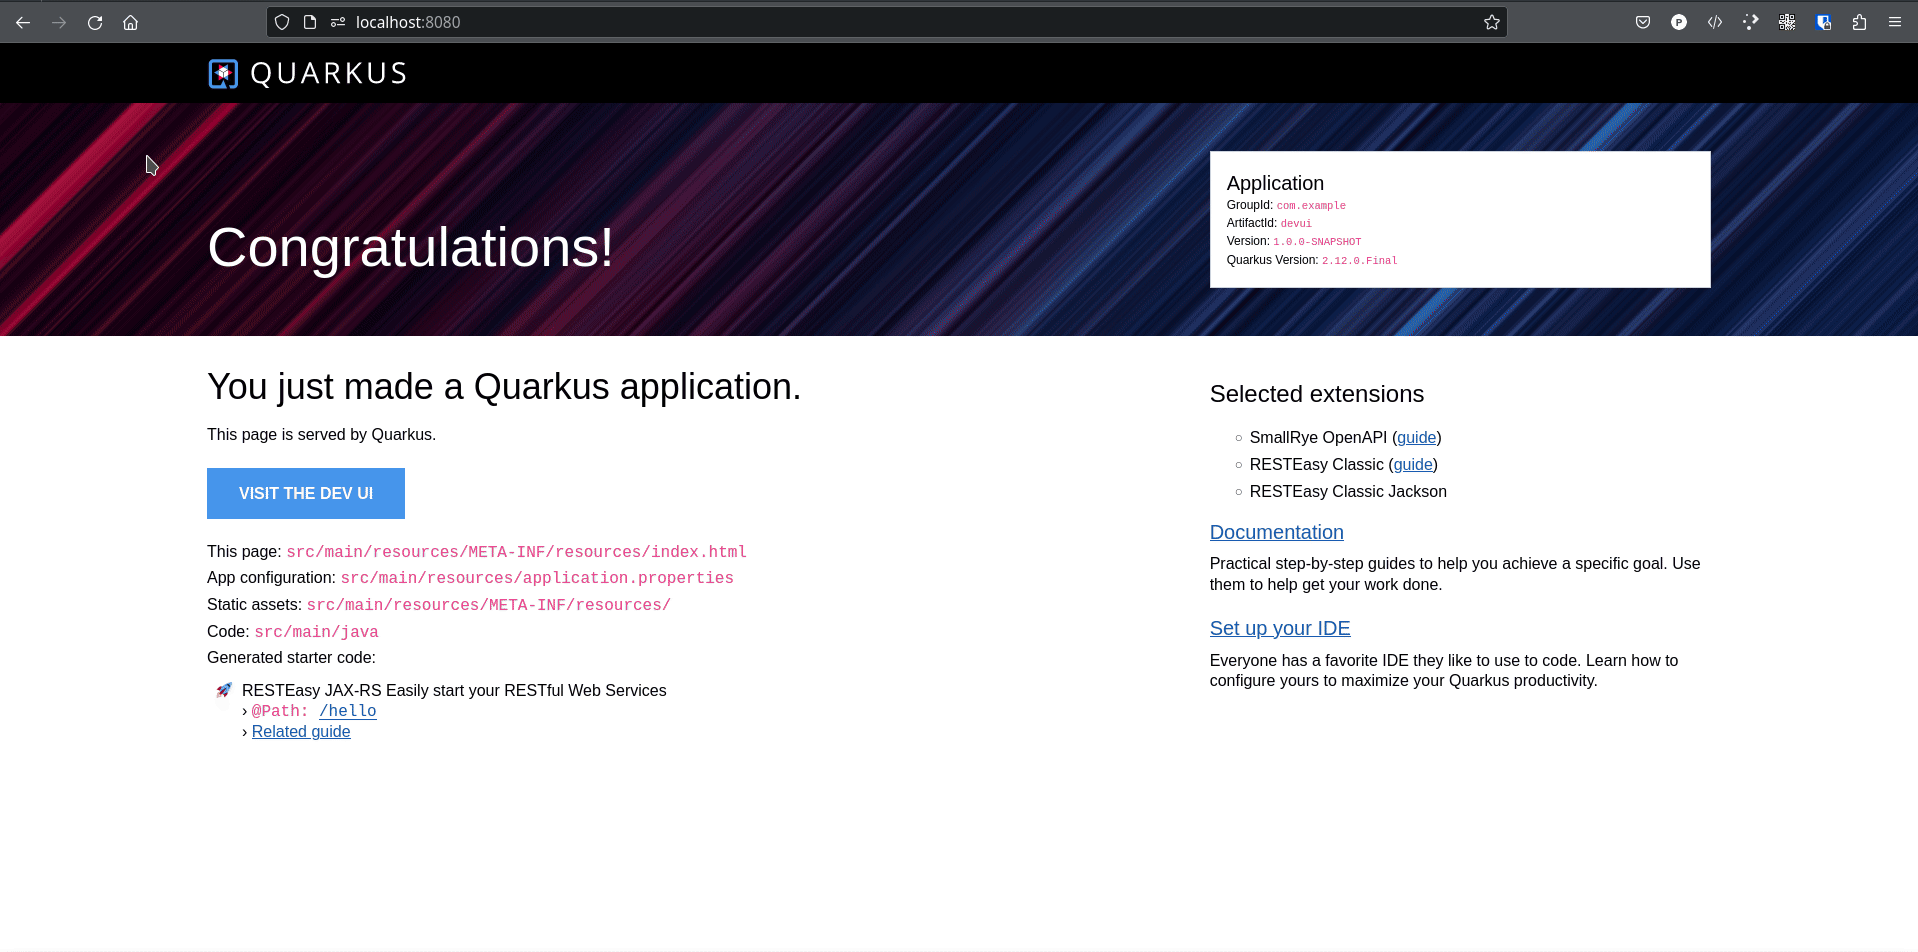 localhost:8080
QUARKUS
Congratulations!
Application
GroupId: com.example
ArtifactId: devui
Version: 1.0.0-SNAPSHOT
Quarkus Version: 2.12.0.Final
You just made a Quarkus application.
This page is served by Quarkus.
VISIT THE DEV UI
This page: src/main/resources/META-INF/resources/index.html
App configuration: src/main/resources/application.properties
Static assets: src/main/resources/META-INF/resources/
Code: src/main/java
Generated starter code:
🚀 RESTEasy JAX-RS Easily start your RESTful Web Services
› @Path: /hello
› Related guide
Selected extensions
○ SmallRye OpenAPI (guide)
○ RESTEasy Classic (guide)
○ RESTEasy Classic Jackson
Documentation
Practical step-by-step guides to help you achieve a specific goal. Use
them to help get your work done.
Set up your IDE
Everyone has a favorite IDE they like to use to code. Learn how to
configure yours to maximize your Quarkus productivity.